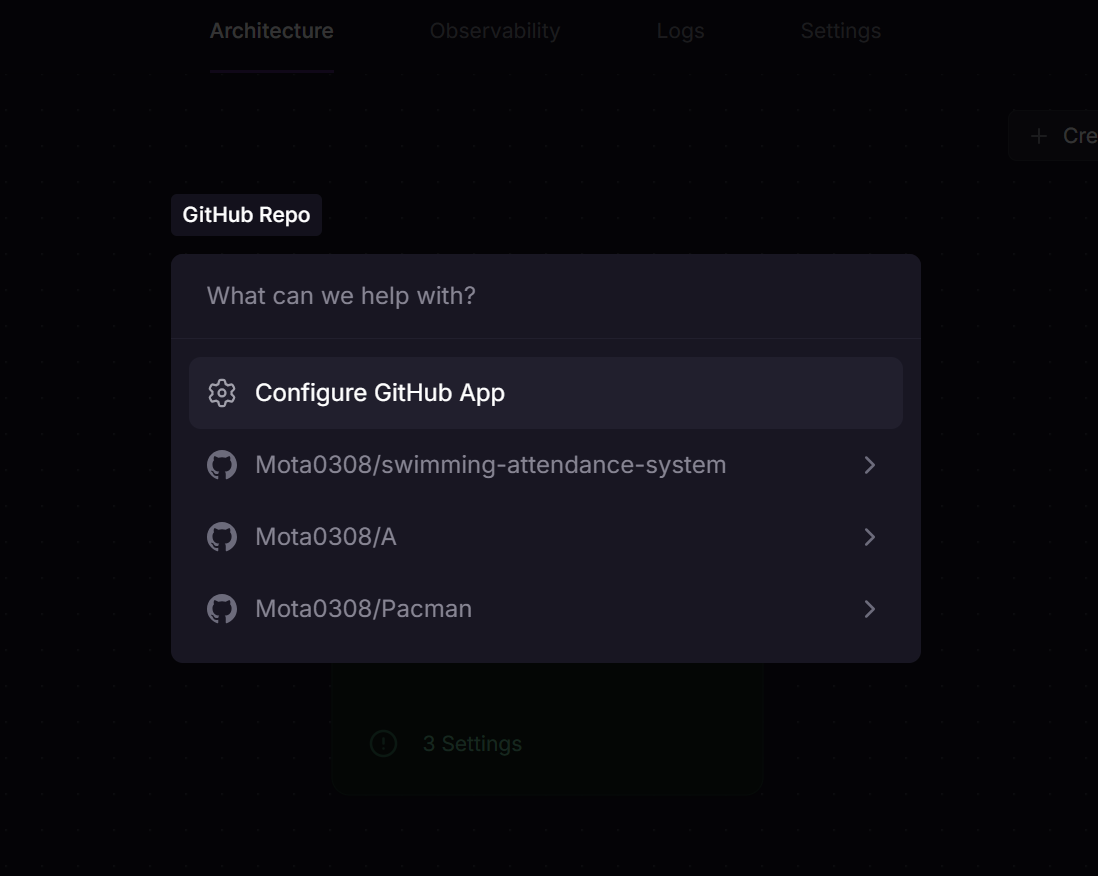 Architecture Observability Logs Settings
+ Cre
GitHub Repo
What can we help with?
Configure GitHub App
Mota0308/swimming-attendance-system
Mota0308/A
Mota0308/Pacman
3 Settings